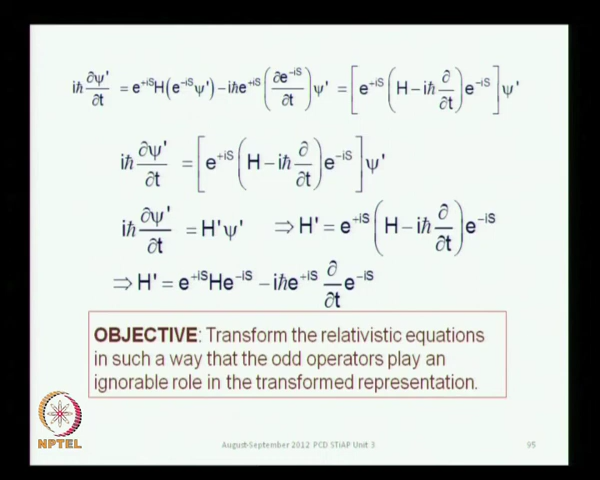 iħ ∂ψ'/∂t = e^{+iS}H(e^{-iS}ψ') − iħe^{+iS}(∂e^{-iS}/∂t)ψ' = [e^{+iS}(H − iħ ∂/∂t)e^{-iS}]ψ'
iħ ∂ψ'/∂t = [e^{+iS}(H − iħ ∂/∂t)e^{-iS}]ψ'
iħ ∂ψ'/∂t = H'ψ' ⇒ H' = e^{+iS}(H − iħ ∂/∂t)e^{-iS}
⇒ H' = e^{+iS}He^{-iS} − iħe^{+iS} ∂/∂t e^{-iS}
OBJECTIVE: Transform the relativistic equations
in such a way that the odd operators play an
ignorable role in the transformed representation.
NPTEL
August-September 2012 PCD STiAP Unit 3
95